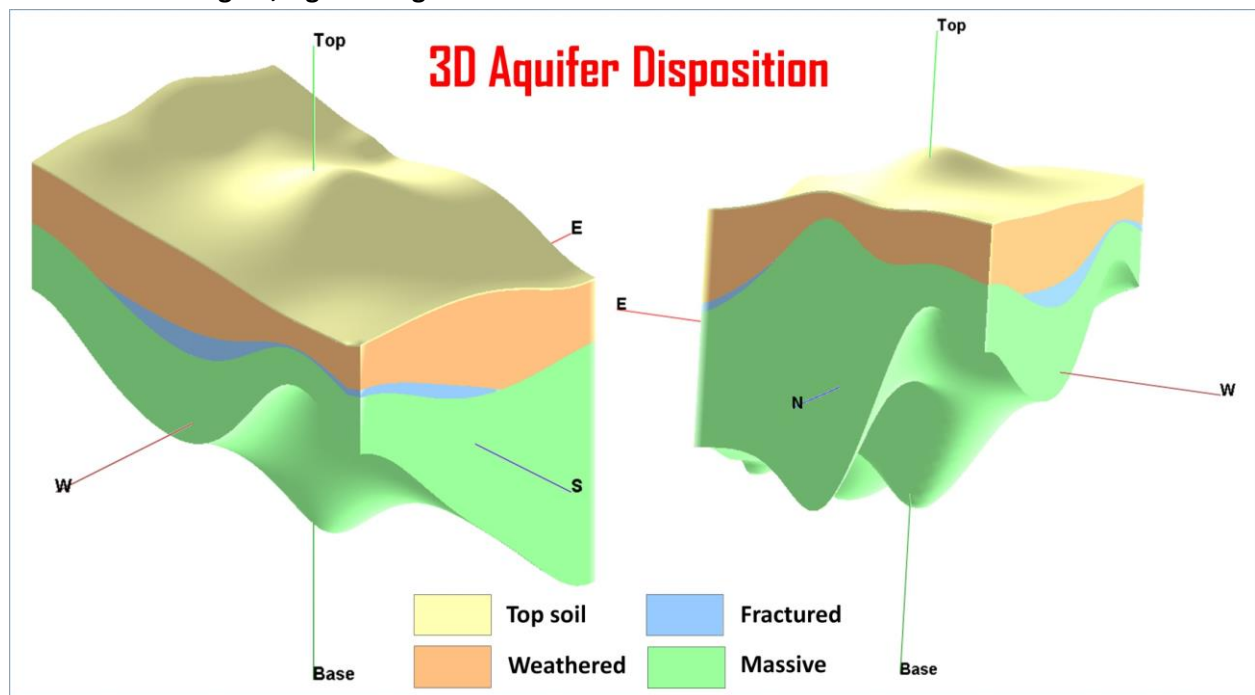 3D Aquifer Disposition
Top
E
W
S
Base
Top
E
N
W
Base
Top soil
Fractured
Weathered
Massive